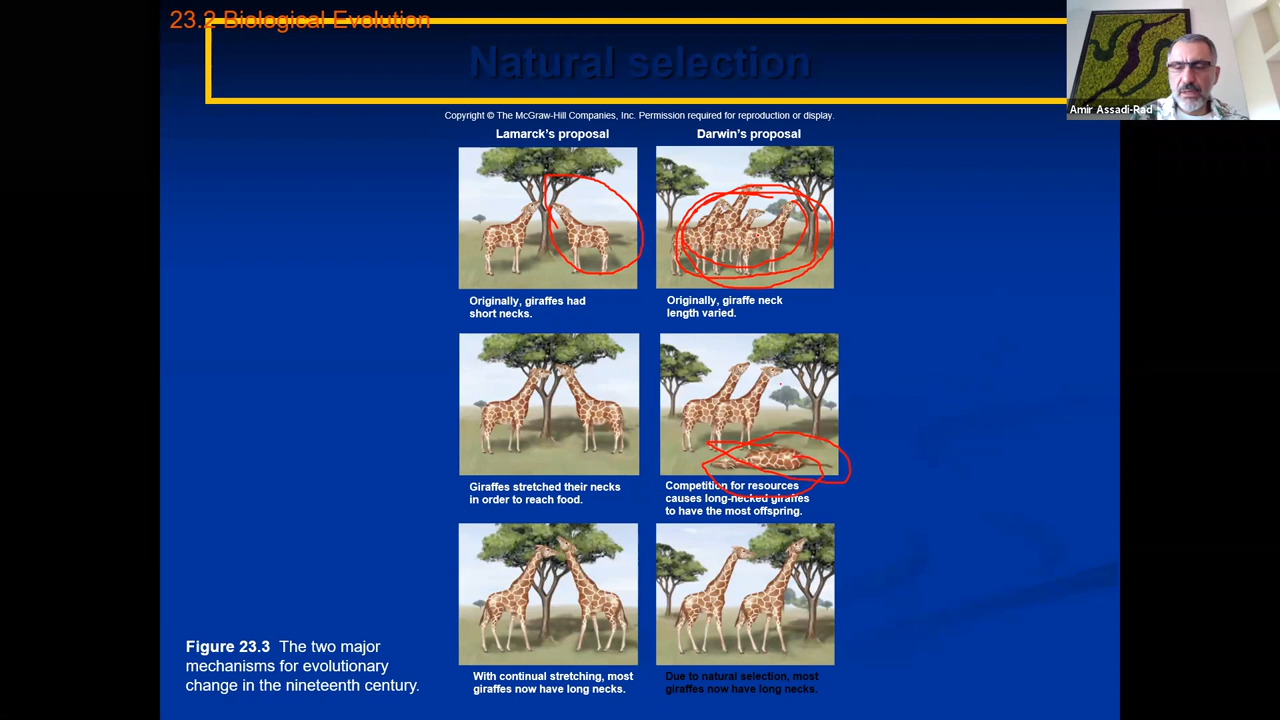 23.2 Biological Evolution
Natural selection
Amir Assadi-Rad
Copyright © The McGraw-Hill Companies, Inc. Permission required for reproduction or display.
Lamarck's proposal
Darwin's proposal
Originally, giraffes had
short necks.
Originally, giraffe neck
length varied.
Giraffes stretched their necks
in order to reach food.
Competition for resources
causes long-necked giraffes
to have the most offspring.
With continual stretching, most
giraffes now have long necks.
Due to natural selection, most
giraffes now have long necks.
Figure 23.3 The two major
mechanisms for evolutionary
change in the nineteenth century.